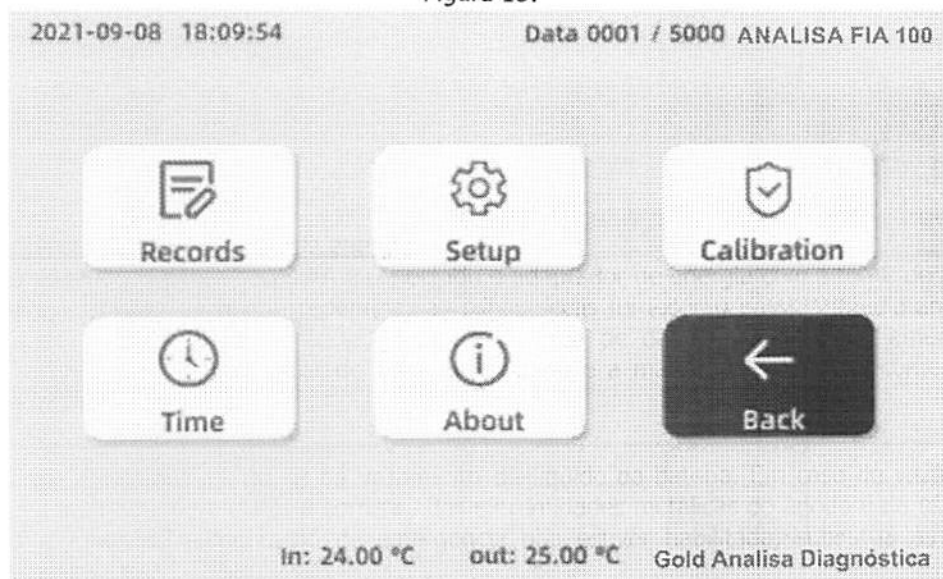 2021-09-08 18:09:54 Data 0001 / 5000 ANALISA FIA 100
Records Setup Calibration
Time About Back
In: 24.00 °C out: 25.00 °C Gold Analisa Diagnóstica